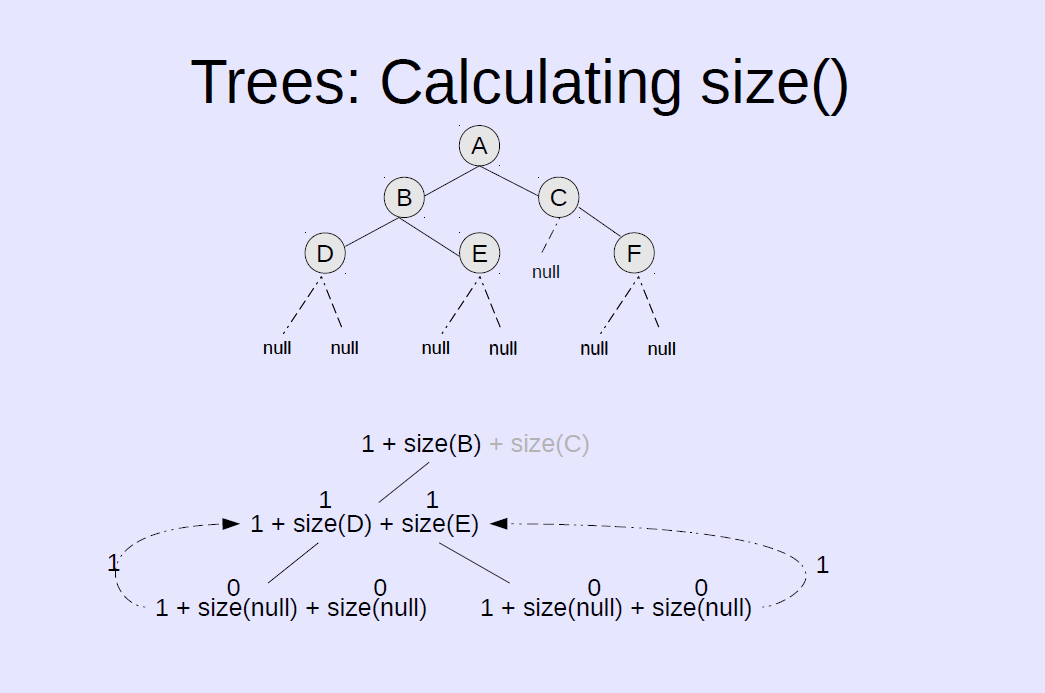 Trees: Calculating size()
A
B
C
D
E
F
null
null
null
null
null
null
null
1 + size(B) + size(C)
1
1
1 + size(D) + size(E)
1
1
0
0
0
0
1 + size(null) + size(null)
1 + size(null) + size(null)